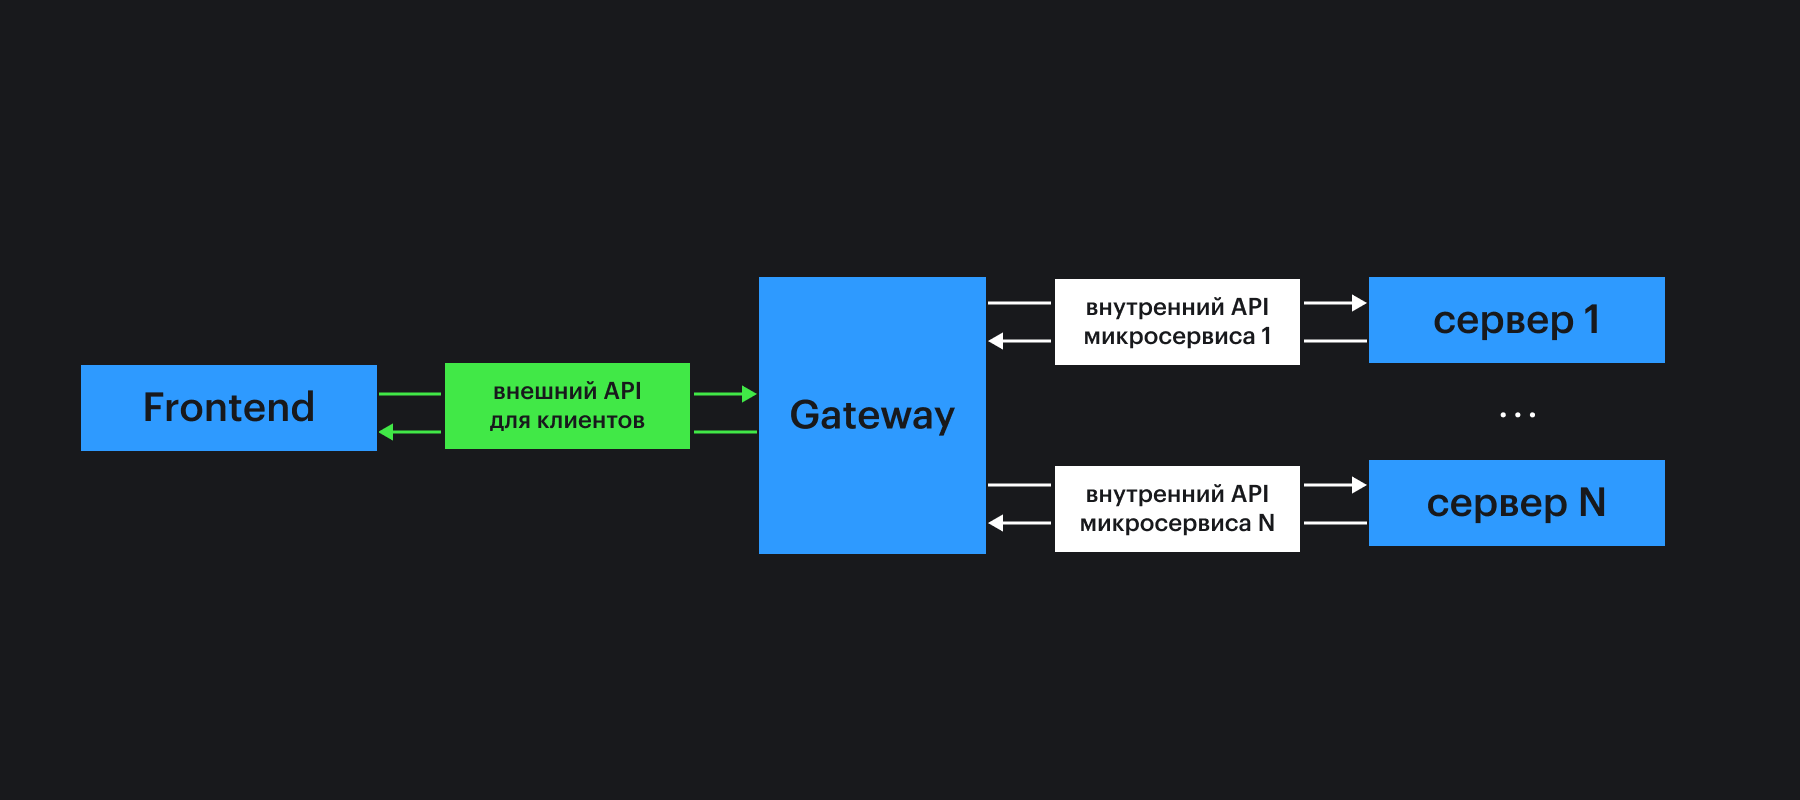 Frontend
внешний API
для клиентов
Gateway
внутренний API
микросервиса 1
сервер 1
...
внутренний API
микросервиса N
сервер N